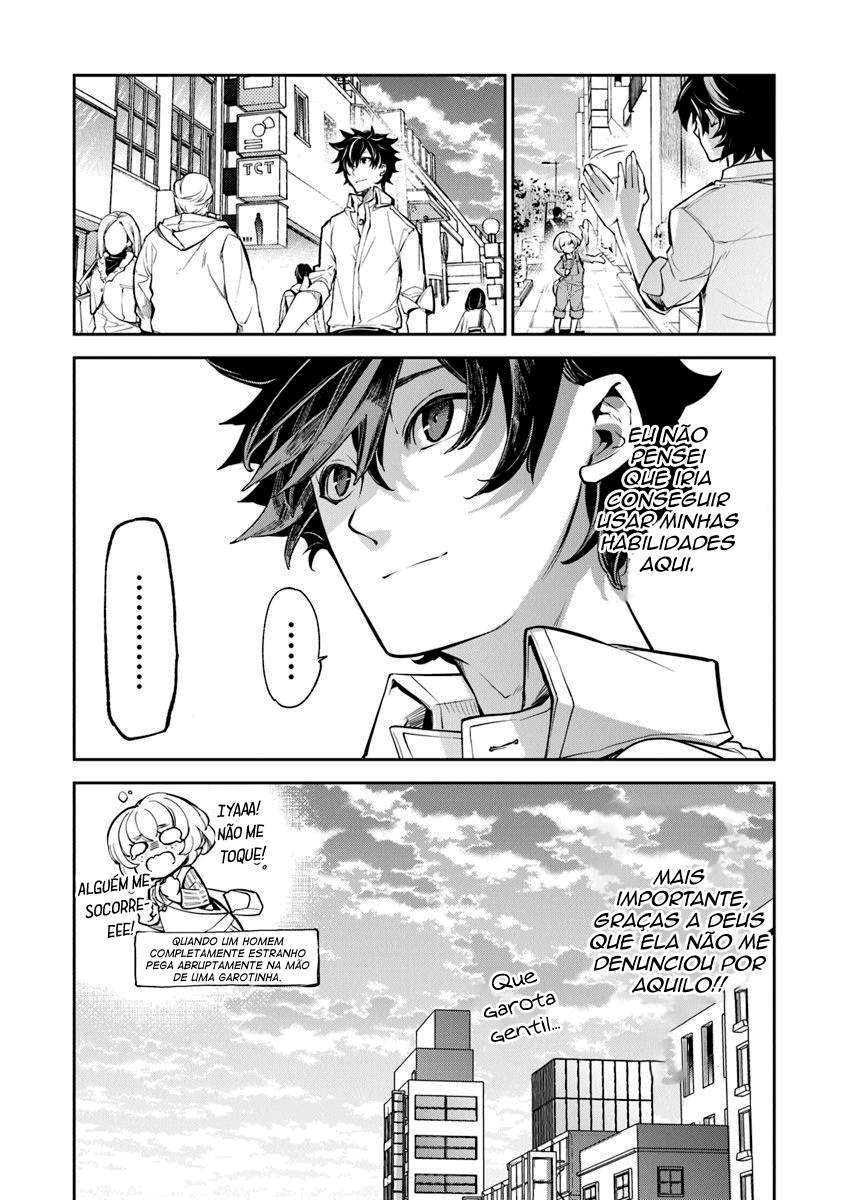 TCT
EU NÃO
PENSEI
QUE IRIA
CONSEGUIR
USAR MINHAS
HABILIDADES
AQUI.
......
.........
IYAAA!
NÃO ME
TOQUE!
ALGUÉM ME
SOCORRE-
EEE!
QUANDO UM HOMEM
COMPLETAMENTE ESTRANHO
PEGA ABRUPTAMENTE NA MÃO
DE LIMA GAROTINHA.
MAIS
IMPORTANTE,
GRAÇAS A DEUS
QUE ELA NÃO ME
DENUNCIOU POR
AQUILO!!
Que
garota
gentil...